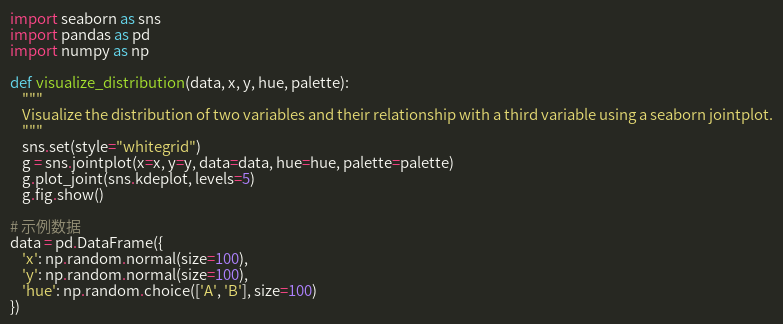 import seaborn as sns
import pandas as pd
import numpy as np

def visualize_distribution(data, x, y, hue, palette):
    """
    Visualize the distribution of two variables and their relationship with a third variable using a seaborn jointplot.
    """
    sns.set(style="whitegrid")
    g = sns.jointplot(x=x, y=y, data=data, hue=hue, palette=palette)
    g.plot_joint(sns.kdeplot, levels=5)
    g.fig.show()

# 示例数据
data = pd.DataFrame({
    'x': np.random.normal(size=100),
    'y': np.random.normal(size=100),
    'hue': np.random.choice(['A', 'B'], size=100)
})